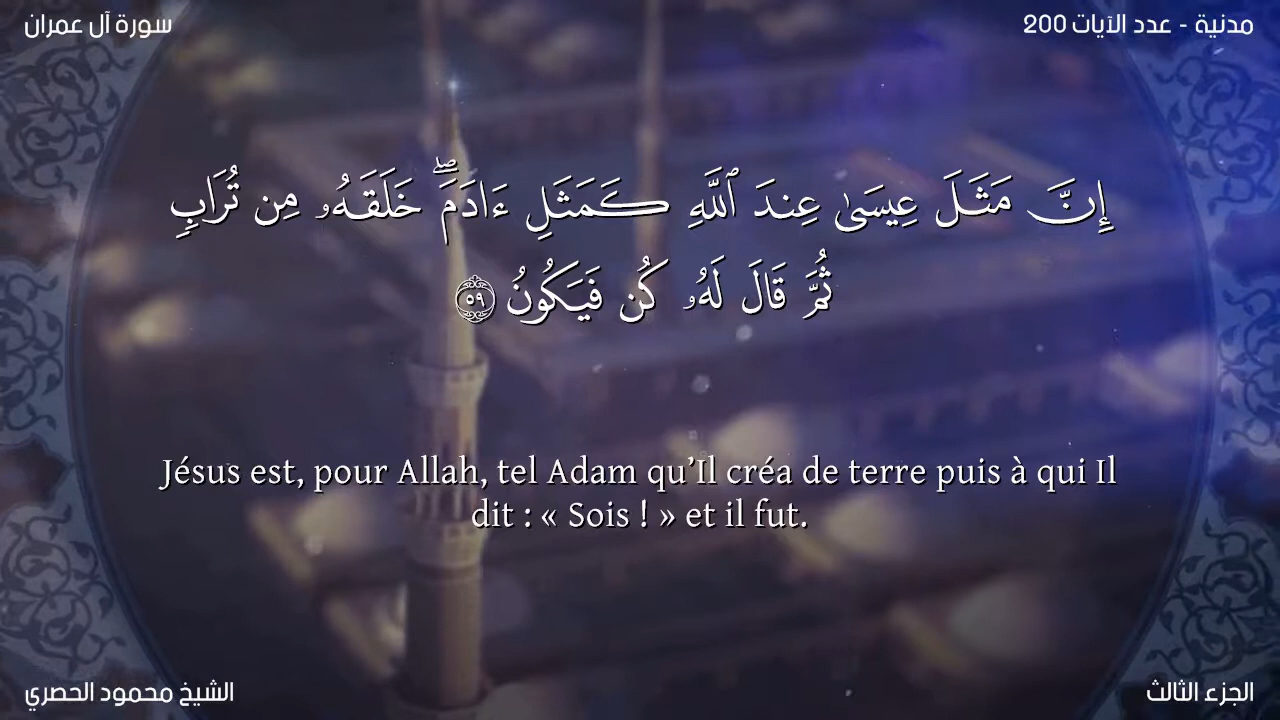 سورة آل عمران
مدنية - عدد الآيات 200
إِنَّ مَثَلَ عِيسَىٰ عِندَ ٱللَّهِ كَمَثَلِ ءَادَمَۖ خَلَقَهُۥ مِن تُرَابٖ
ثُمَّ قَالَ لَهُۥ كُن فَيَكُونُ ٥٩
Jésus est, pour Allah, tel Adam qu’Il créa de terre puis à qui Il
dit : « Sois ! » et il fut.
الشيخ محمود الحصري
الجزء الثالث